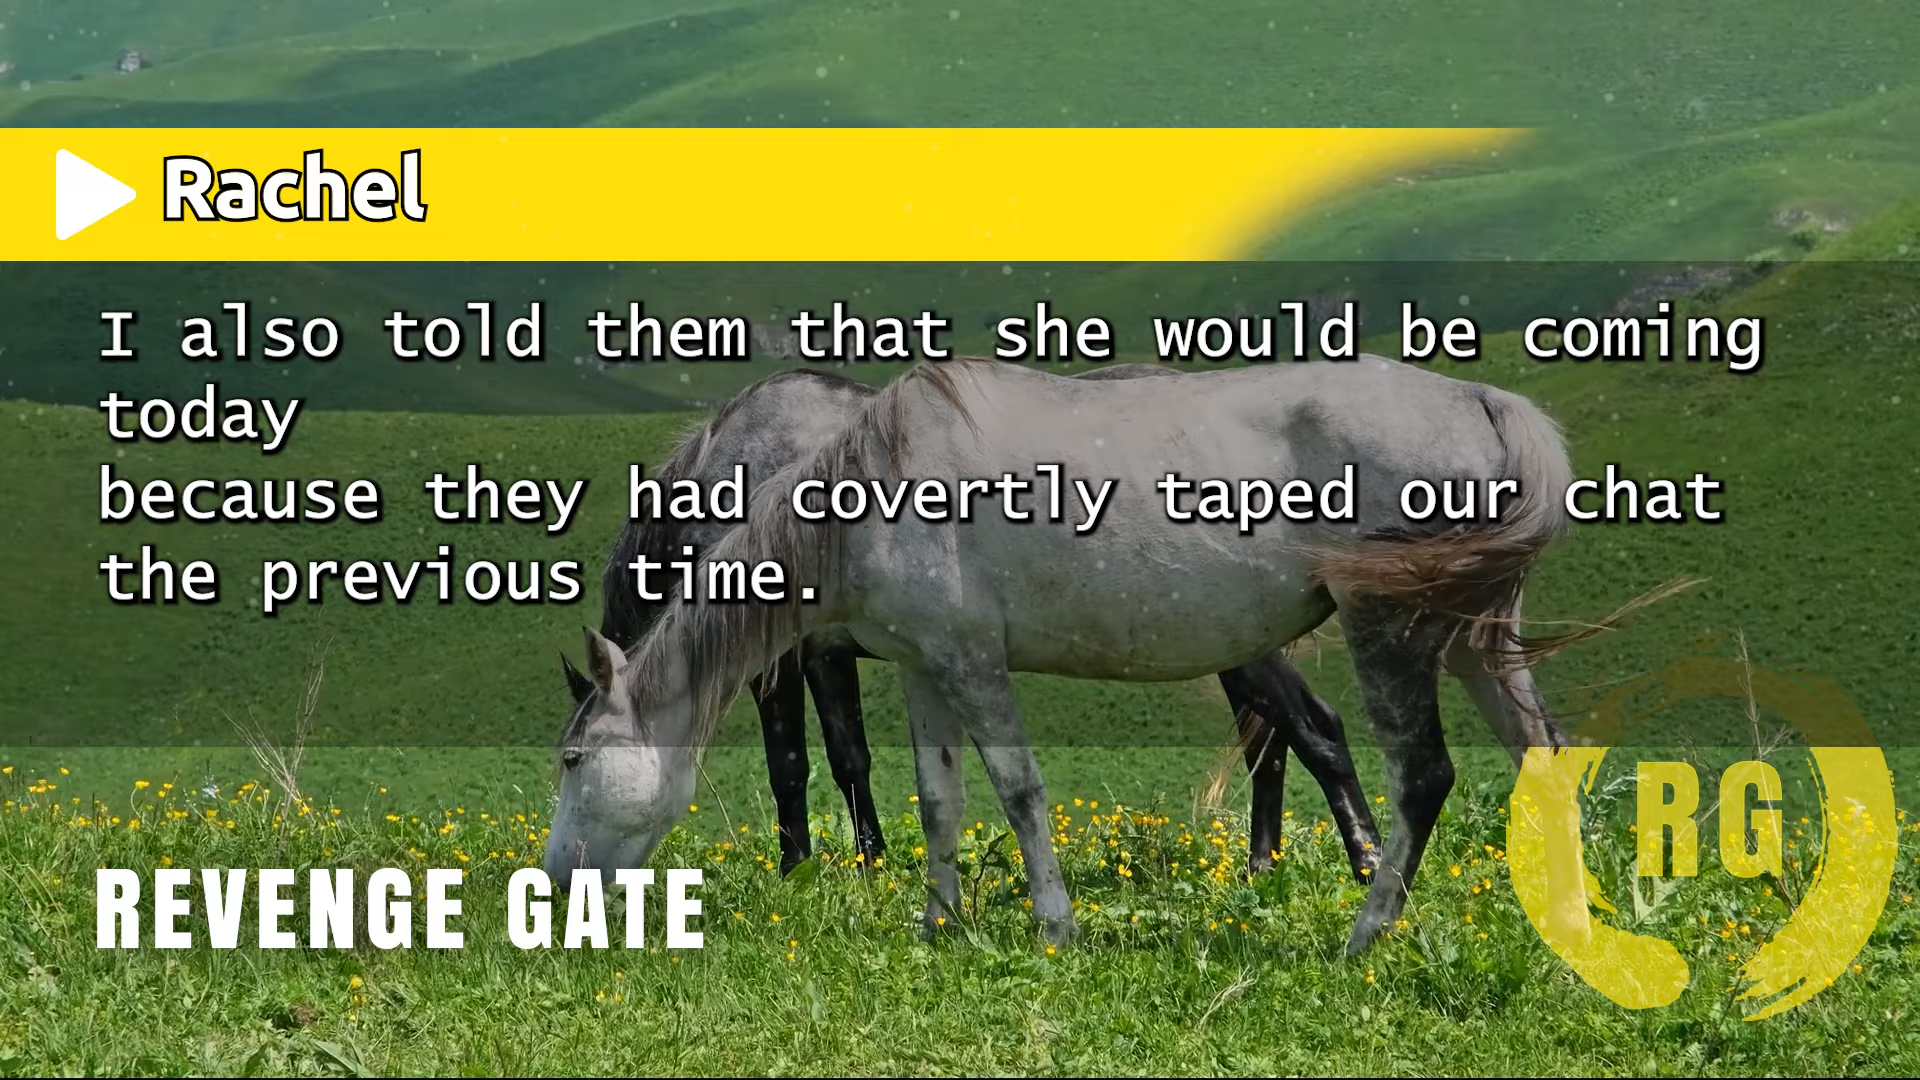 Rachel
I also told them that she would be coming
today
because they had covertly taped our chat
the previous time.
REVENGE GATE
RG